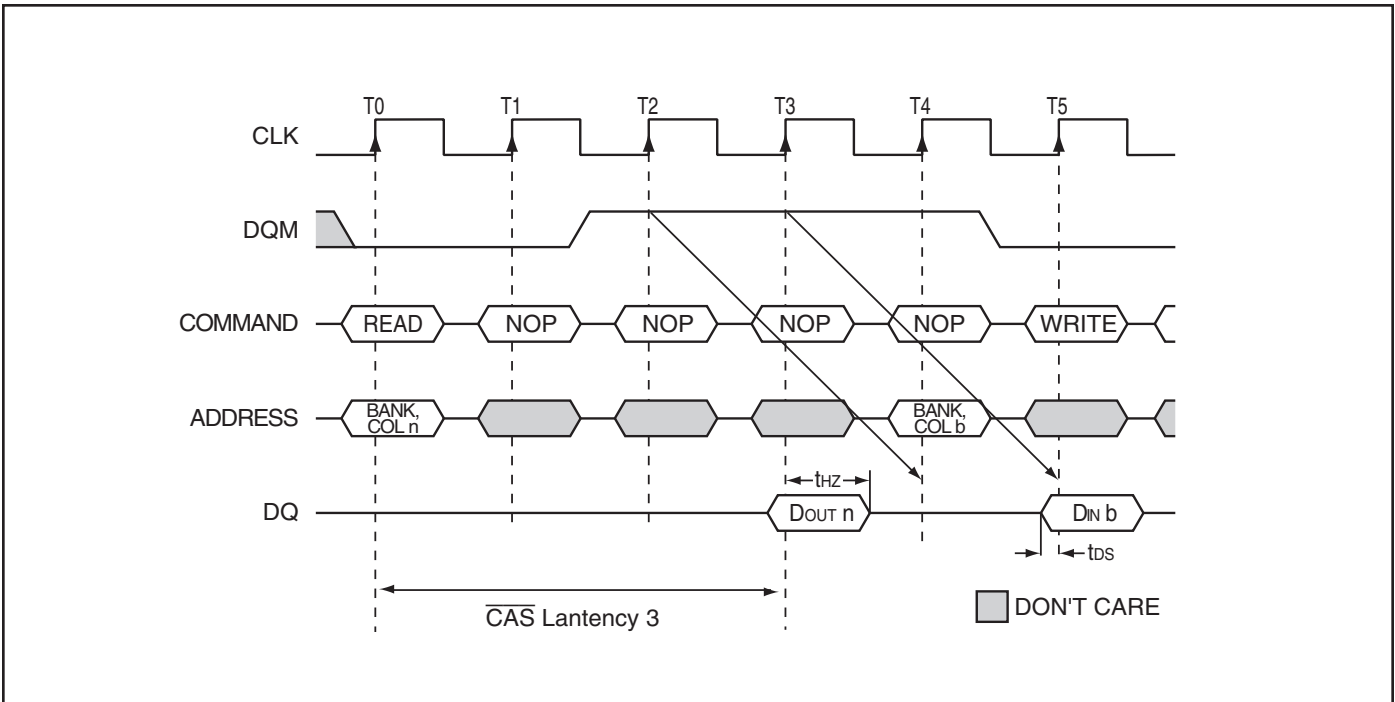 T0 T1 T2 T3 T4 T5
CLK
DQM
COMMAND READ NOP NOP NOP NOP WRITE
ADDRESS BANK, COL n BANK, COL b
tHZ
DQ DOUT n DIN b
tDS
CAS Lantency 3
DON'T CARE